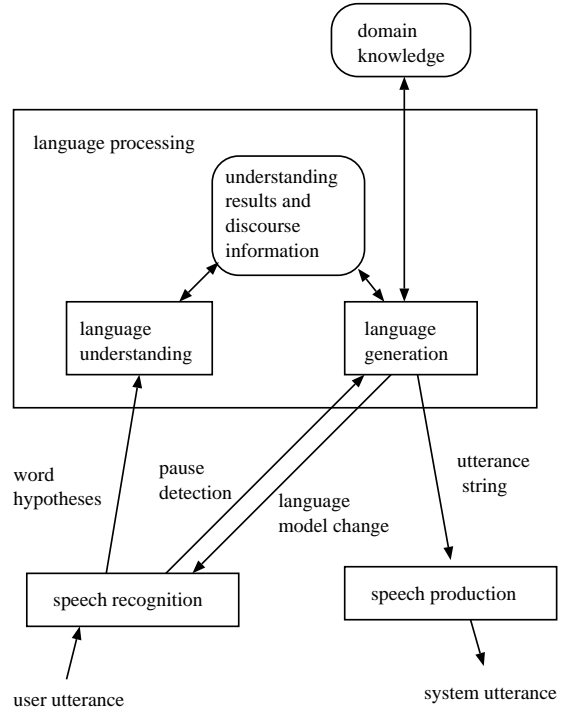 domain
knowledge
language processing
understanding
results and
discourse
information
language
understanding
language
generation
word
hypotheses
pause
detection
language
model change
utterance
string
speech recognition
speech production
user utterance
system utterance